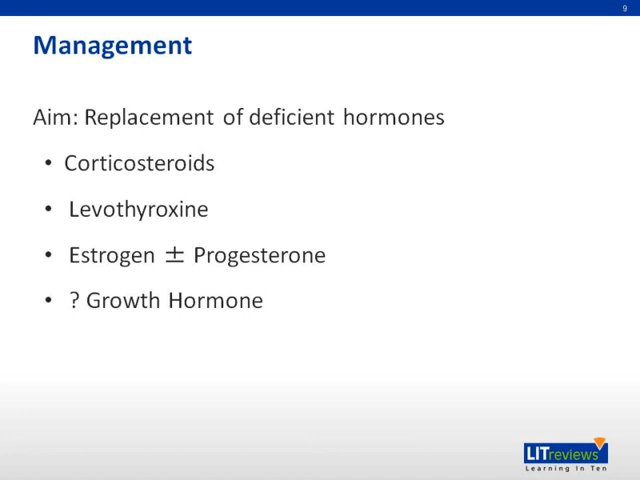 9
Management
Aim: Replacement of deficient hormones
• Corticosteroids
• Levothyroxine
• Estrogen ± Progesterone
• ? Growth Hormone
LITreviews
Learning In Ten